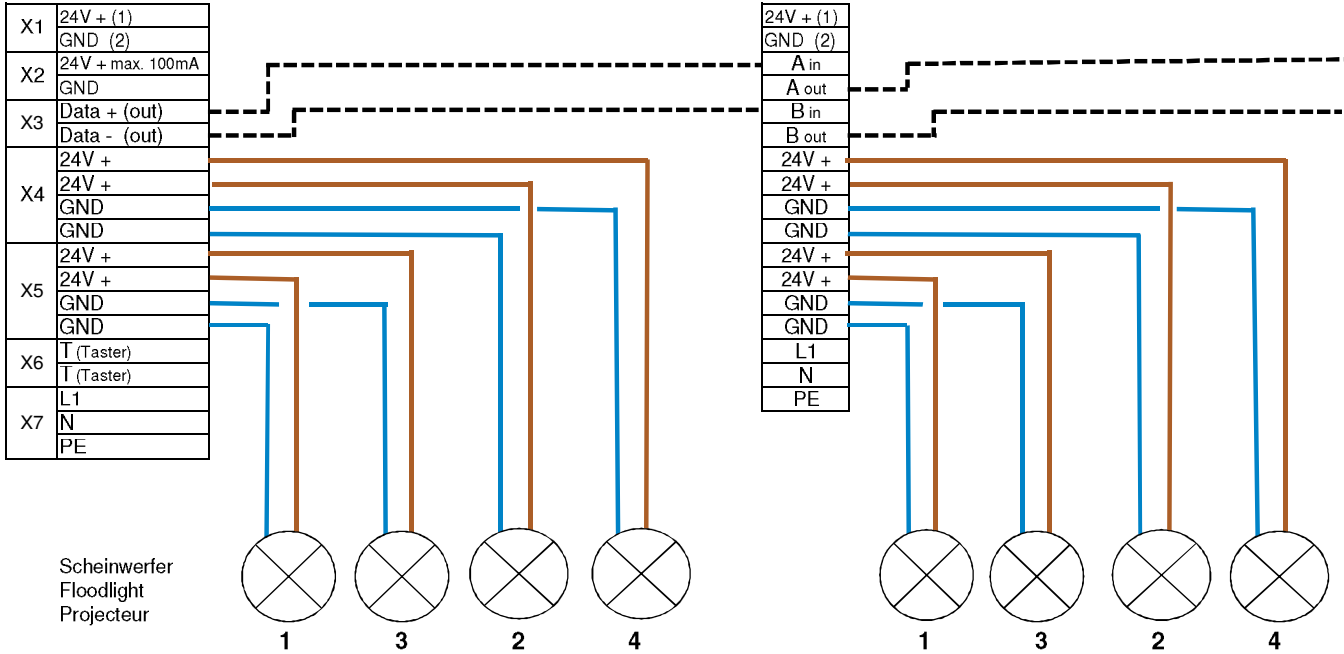 X1
24V + (1)
GND (2)
X2
24V + max. 100mA
GND
X3
Data + (out)
Data - (out)
X4
24V +
24V +
GND
GND
X5
24V +
24V +
GND
GND
X6
T (Taster)
T (Taster)
X7
L1
N
PE
24V + (1)
GND (2)
A in
A out
B in
B out
24V +
24V +
GND
GND
24V +
24V +
GND
GND
L1
N
PE
Scheinwerfer
Floodlight
Projecteur
1 3 2 4
1 3 2 4